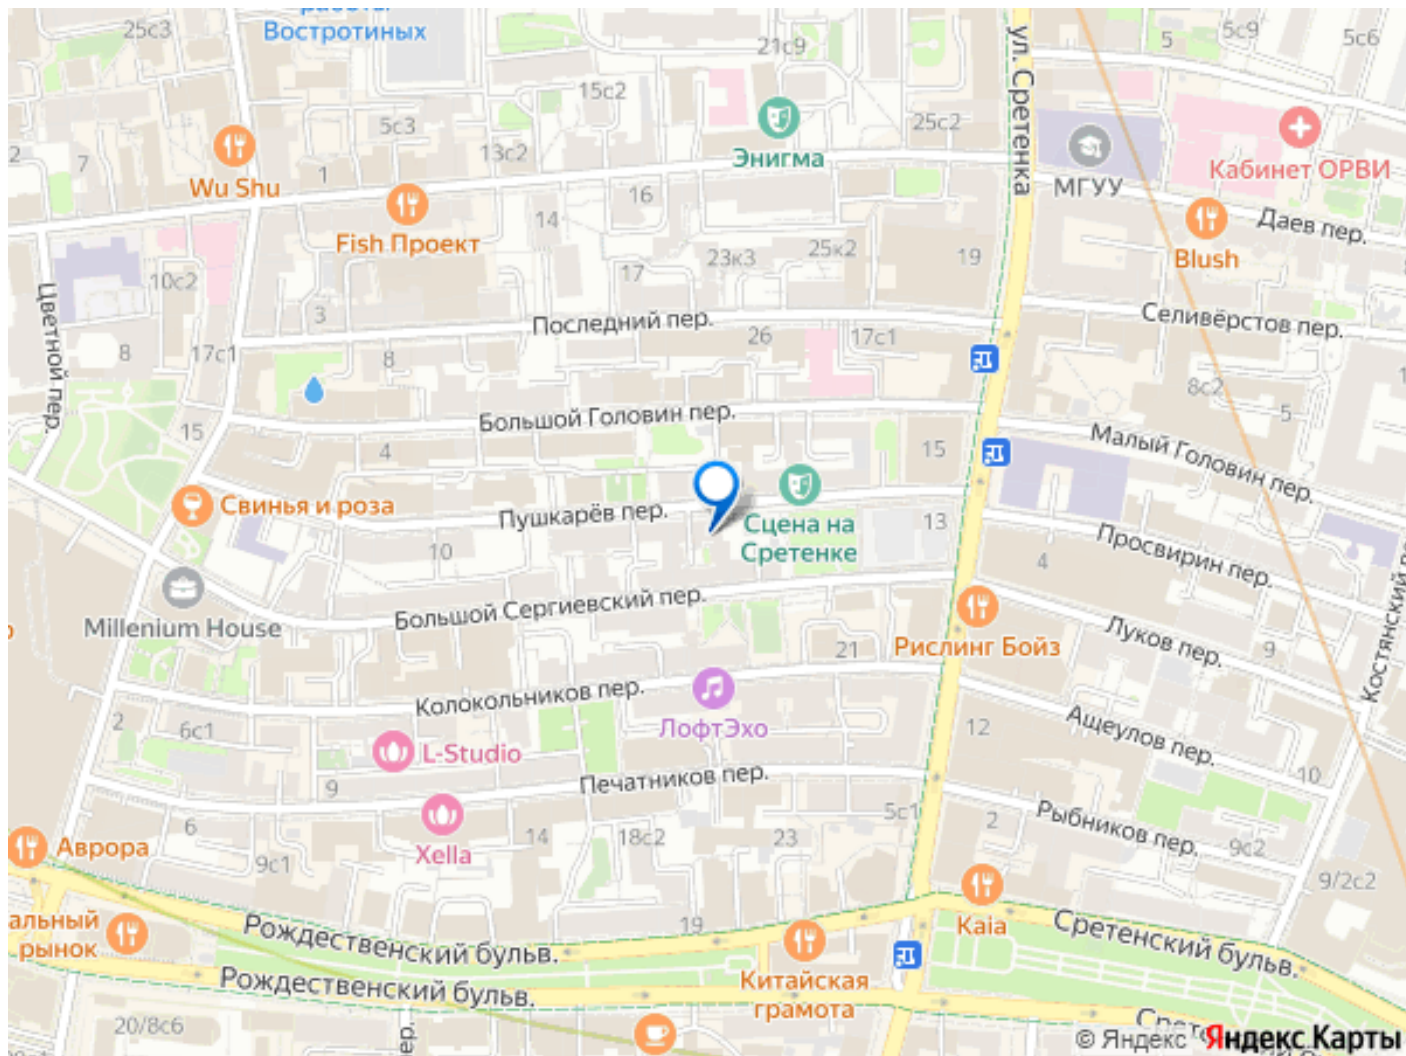 25с3
работы
Востротиных
21с9
ул. Сретенка
5
5с9
5с6
15с2
5с3
25с2
13с2
2
7
1
Wu Shu
Энигма
МГУУ
Кабинет ОРВИ
16
14
Fish Проект
Даев пер.
Blush
10с2
17
23к3
25к2
19
Цветной пер.
3
Последний пер.
26
17с1
Селивёрстов пер.
8
17с1
8
8с2
5
15
Большой Головин пер.
4
15
Малый Головин пер.
Свинья и роза
Пушкарёв пер.
Сцена на
Сретенке
13
10
4
Просвирин пер.
Millenium House
Большой Сергиевский пер.
Луков пер.
9
Костянский
21
Рислинг Бойз
Колокольников пер.
ЛофтЭхо
2
6с1
L-Studio
12
Ащеулов пер.
10
9
Печатников пер.
5с1
2
Рыбников пер.
9с2
6
Аврора
9с1
Xella
14
18с2
23
9/2с2
альный
рынок
Рождественский бульв.
19
Kaia
Сретенский бульв.
Рождественский бульв.
Китайская
грамота
20/8с6
пер.
© Яндекс Яндекс Карты